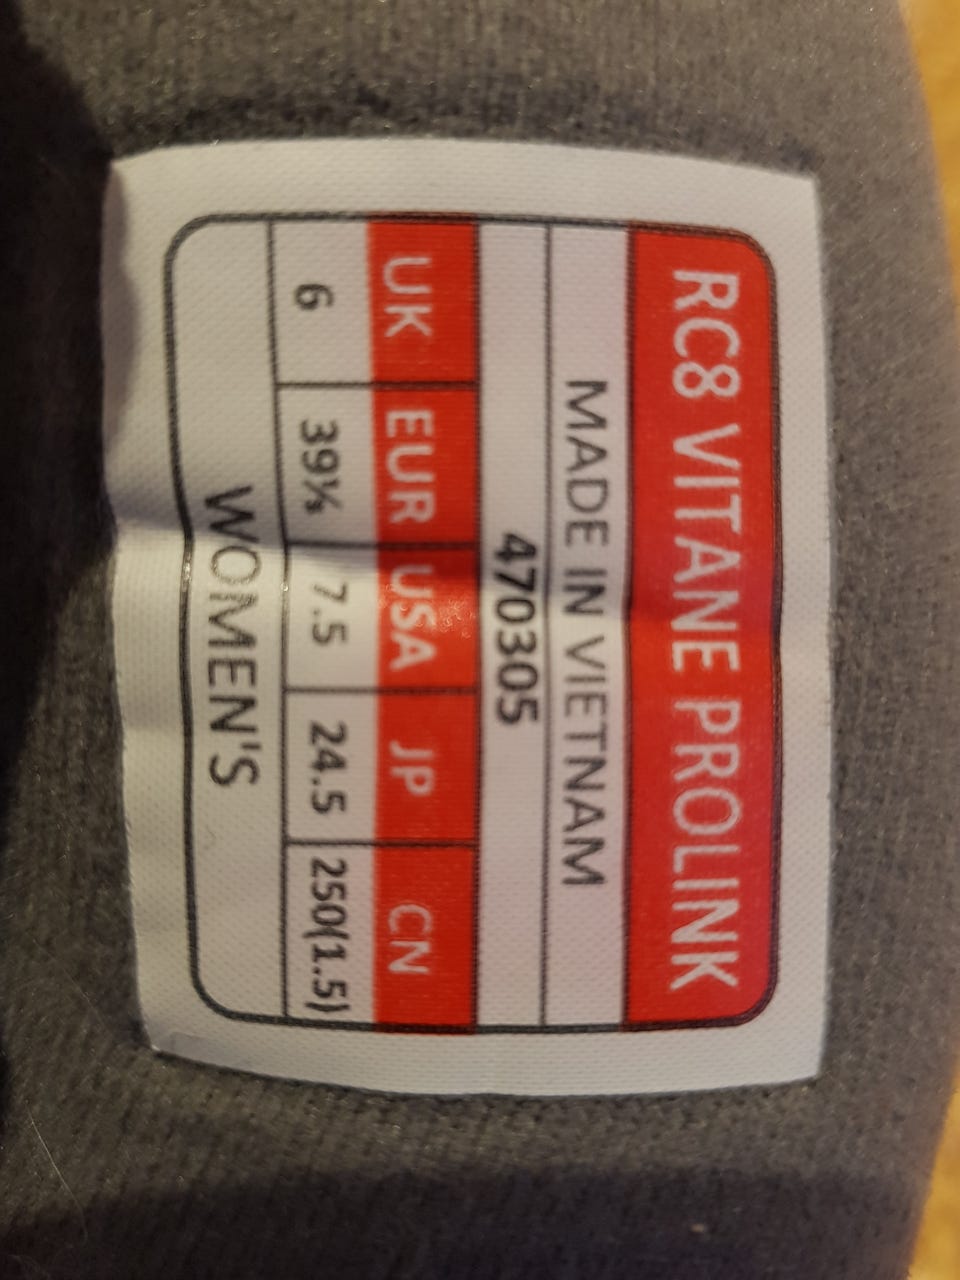 RC8 VITANE PROLINK
MADE IN VIETNAM
470305
UK EUR USA JP CN
6 39⅓ 7.5 24.5 250(1.5)
WOMEN'S